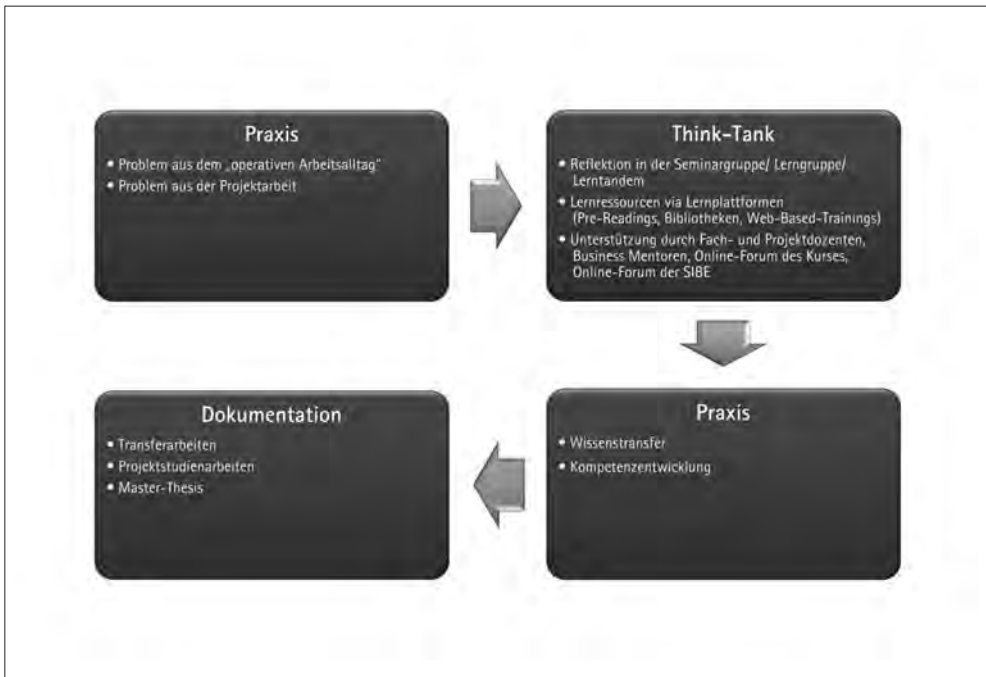 Praxis
• Problem aus dem „operativen Arbeitsalltag“
• Problem aus der Projektarbeit
Think-Tank
• Reflektion in der Seminargruppe/ Lerngruppe/
Lerntandem
• Lernressourcen via Lernplattformen
(Pre-Readings, Bibliotheken, Web-Based-Trainings)
• Unterstützung durch Fach- und Projektdozenten,
Business Mentoren, Online-Forum des Kurses,
Online-Forum der SIBE
Praxis
• Wissenstransfer
• Kompetenzentwicklung
Dokumentation
• Transferarbeiten
• Projektstudienarbeiten
• Master-Thesis